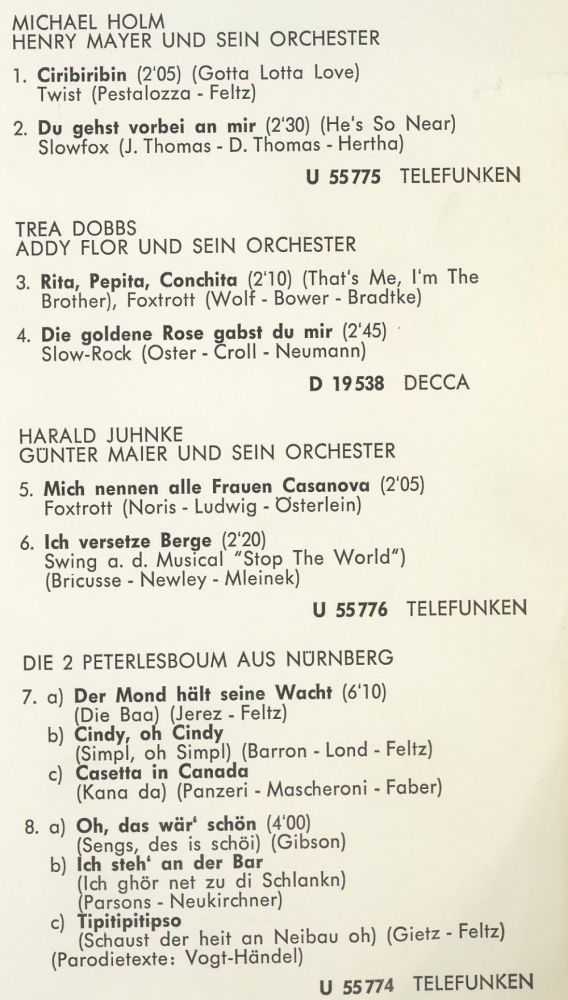 MICHAEL HOLM
HENRY MAYER UND SEIN ORCHESTER
1. Ciribiribin (2'05) (Gotta Lotta Love)
Twist (Pestalozza - Feltz)
2. Du gehst vorbei an mir (2'30) (He's So Near)
Slowfox (J. Thomas - D. Thomas - Hertha)
U 55775 TELEFUNKEN
TREA DOBBS
ADDY FLOR UND SEIN ORCHESTER
3. Rita, Pepita, Conchita (2'10) (That's Me, I'm The
Brother), Foxtrott (Wolf - Bower - Bradtke)
4. Die goldene Rose gabst du mir (2'45)
Slow-Rock (Oster - Croll - Neumann)
D 19538 DECCA
HARALD JUHNKE
GÜNTER MAIER UND SEIN ORCHESTER
5. Mich nennen alle Frauen Casanova (2'05)
Foxtrott (Noris - Ludwig - Österlein)
6. Ich versetze Berge (2'20)
Swing a. d. Musical "Stop The World")
(Bricusse - Newley - Mleinek)
U 55776 TELEFUNKEN
DIE 2 PETERLESBOUM AUS NÜRNBERG
7. a) Der Mond hält seine Wacht (6'10)
(Die Baa) (Jerez - Feltz)
b) Cindy, oh Cindy
(Simpl, oh Simpl) (Barron - Lond - Feltz)
c) Casetta in Canada
(Kana da) (Panzeri - Mascheroni - Faber)
8. a) Oh, das wär' schön (4'00)
(Sengs, des is schöi) (Gibson)
b) Ich steh' an der Bar
(Ich ghör net zu di Schlankn)
(Parsons - Neukirchner)
c) Tipitipitipso
(Schaust der heit an Neibau oh) (Gietz - Feltz)
(Parodietexte: Vogt-Händel)
U 55774 TELEFUNKEN